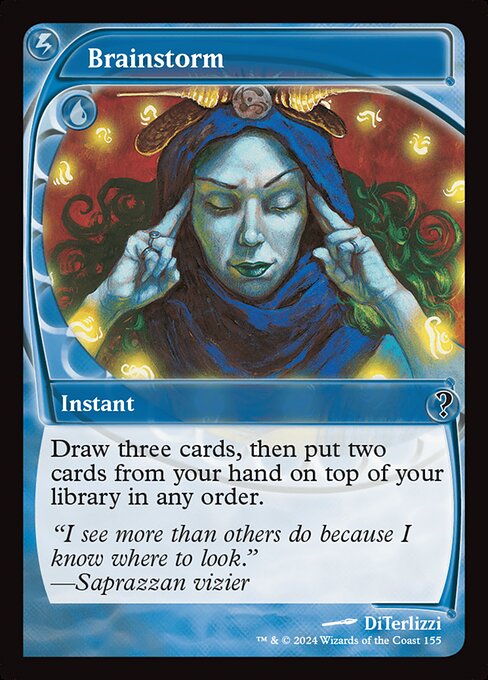 Brainstorm
Instant
?
Draw three cards, then put two
cards from your hand on top of your
library in any order.
“I see more than others do because I
know where to look.”
—Saprazzan vizier
DiTerlizzi
™ & © 2024 Wizards of the Coast 155